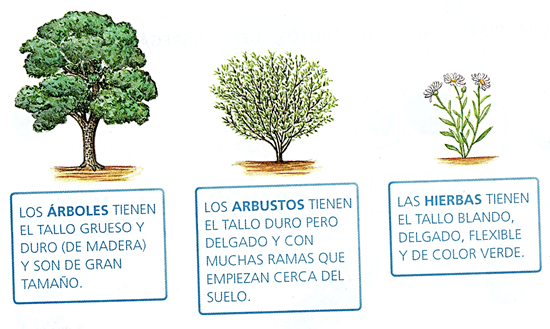 LOS ÁRBOLES TIENEN
EL TALLO GRUESO Y
DURO (DE MADERA)
Y SON DE GRAN
TAMAÑO.
LOS ARBUSTOS TIENEN
EL TALLO DURO PERO
DELGADO Y CON
MUCHAS RAMAS QUE
EMPIEZAN CERCA DEL
SUELO.
LAS HIERBAS TIENEN
EL TALLO BLANDO,
DELGADO, FLEXIBLE
Y DE COLOR VERDE.